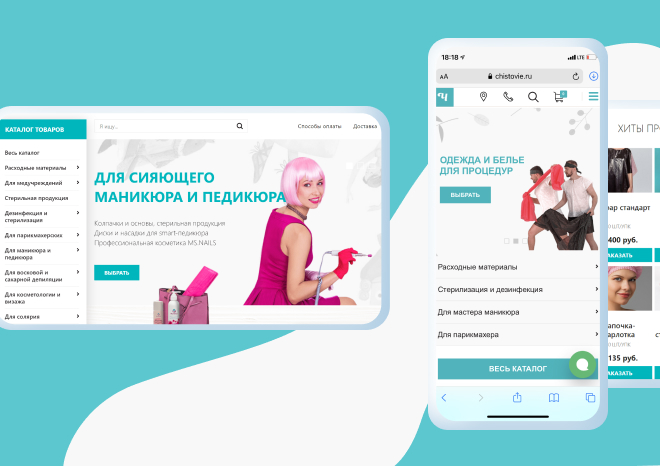 КАТАЛОГ ТОВАРОВ
Весь каталог
Расходные материалы
Для медучреждений
Стерильная продукция
Дезинфекция и
стерилизация
Для парикмахерских
Для маникюра и
педикюра
Для восковой и
сахарной депиляции
Для косметологии и
визажа
Для солярия
Я ищу...
Способы оплаты
Доставка
ДЛЯ СИЯЮЩЕГО
МАНИКЮРА И ПЕДИКЮРА
Колпачки и основы, стерильная продукция
Диски и насадки для smart-педикюра
Профессиональная косметика MS.NAILS
ВЫБРАТЬ
18:18
LTE
AA
chistovie.ru
Ч
ОДЕЖДА И БЕЛЬЕ
ДЛЯ ПРОЦЕДУР
ВЫБРАТЬ
Расходные материалы
Стерилизация и дезинфекция
Для мастера маникюра
Для парикмахера
ВЕСЬ КАТАЛОГ
ХИТЫ ПРО
ар стандарт
400 руб.
АКАЗАТЬ
апочка-
арлотка
135 руб.
АКАЗАТЬ